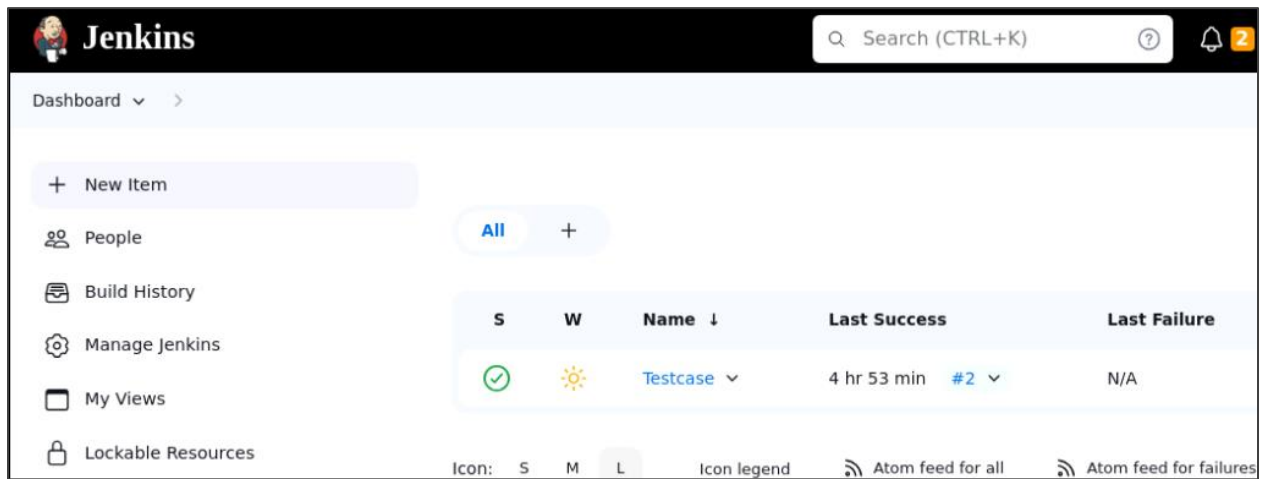 Jenkins
Search (CTRL+K)
2
Dashboard
New Item
People
Build History
Manage Jenkins
My Views
Lockable Resources
All +
S W Name ↓ Last Success Last Failure
Testcase 4 hr 53 min #2 N/A
Icon: S M L Icon legend Atom feed for all Atom feed for failures